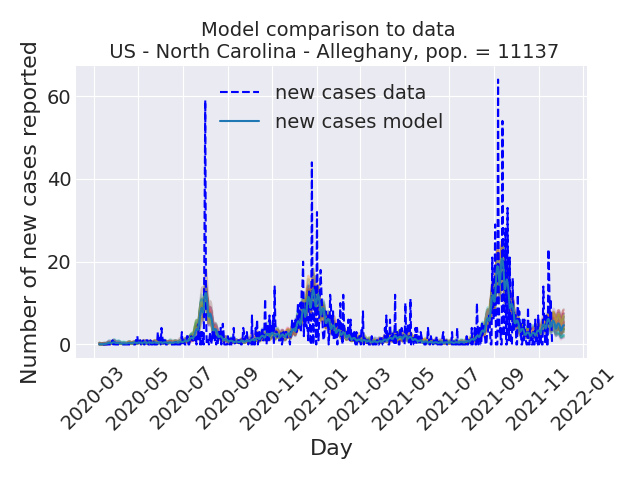 Model comparison to data
US - North Carolina - Alleghany, pop. = 11137
Number of new cases reported
60
40
20
0
new cases data
new cases model
2020-03
2020-05
2020-07
2020-09
2020-11
2021-01
2021-03
2021-05
2021-07
2021-09
2021-11
2022-01
Day